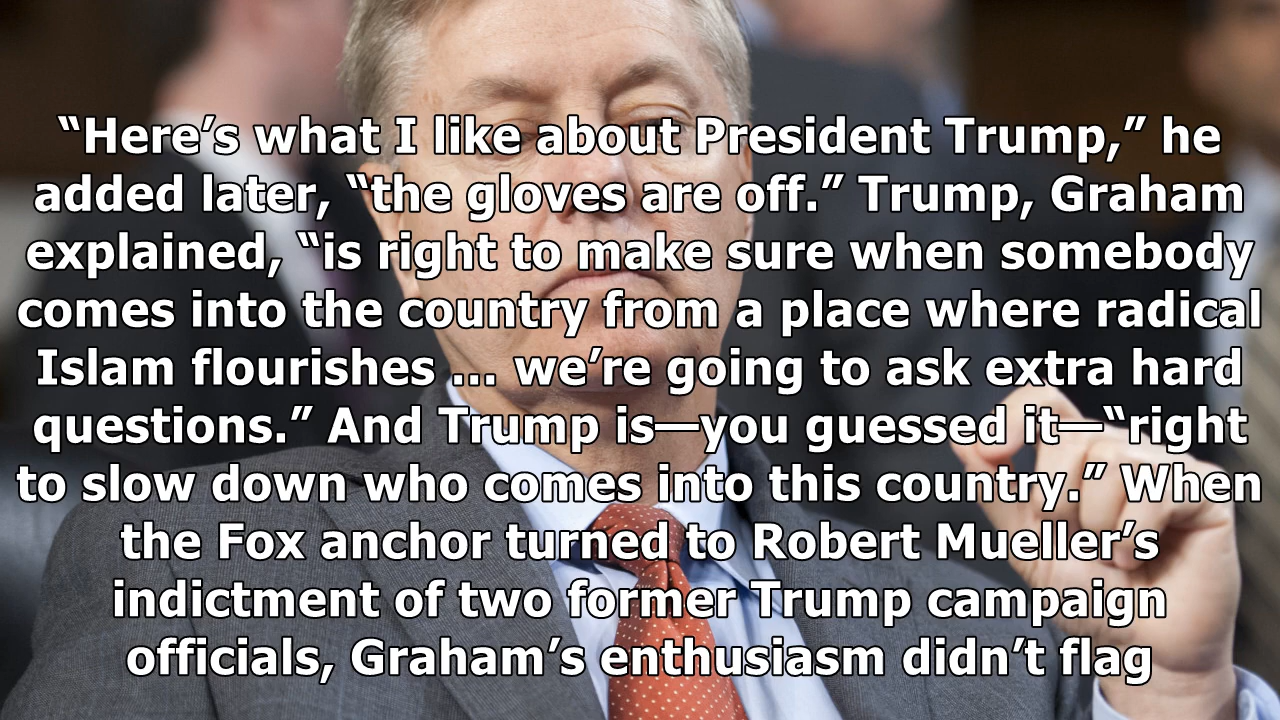 “Here’s what I like about President Trump,” he
added later, “the gloves are off.” Trump, Graham
explained, “is right to make sure when somebody
comes into the country from a place where radical
Islam flourishes ... we’re going to ask extra hard
questions.” And Trump is—you guessed it— “right
to slow down who comes into this country.” When
the Fox anchor turned to Robert Mueller’s
indictment of two former Trump campaign
officials, Graham’s enthusiasm didn’t flag